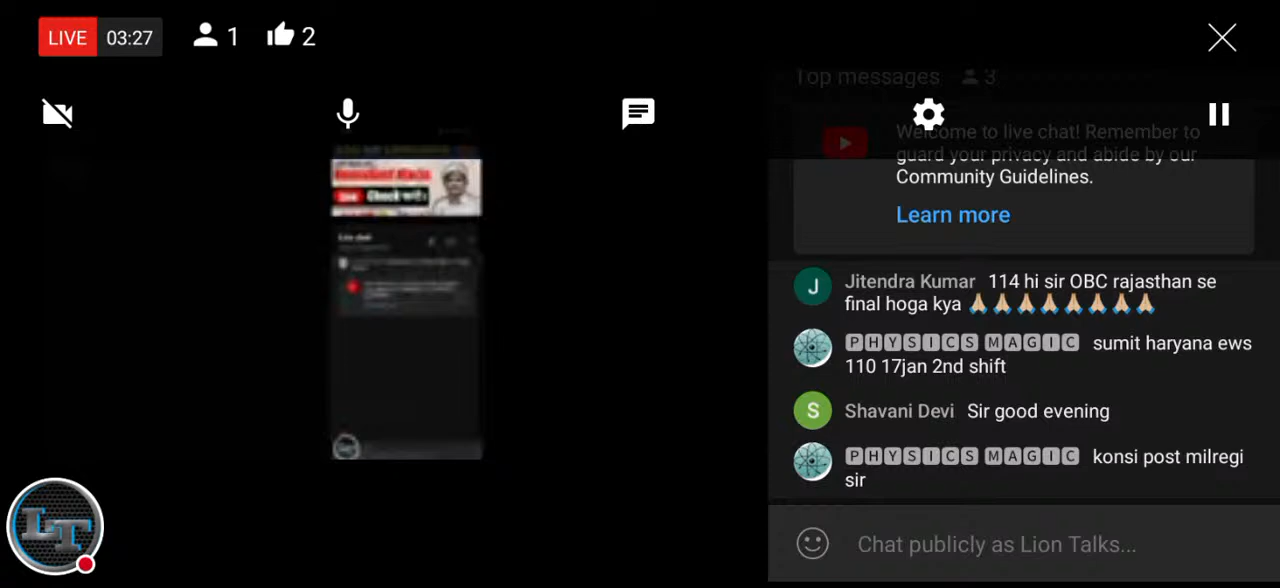 LIVE 03:27 1 2
Top messages 3
Welcome to live chat! Remember to
guard your privacy and abide by our
Community Guidelines.
Learn more
Jitendra Kumar 114 hi sir OBC rajasthan se
final hoga kya 🙏🏼🙏🏼🙏🏼🙏🏼🙏🏼🙏🏼🙏🏼🙏🏼
🄿🄷🅈🅂🄸🄲🅂 🄼🄰🄶🄸🄲 sumit haryana ews
110 17jan 2nd shift
S Shavani Devi Sir good evening
🄿🄷🅈🅂🄸🄲🅂 🄼🄰🄶🄸🄲 konsi post milregi
sir
LT
Chat publicly as Lion Talks...